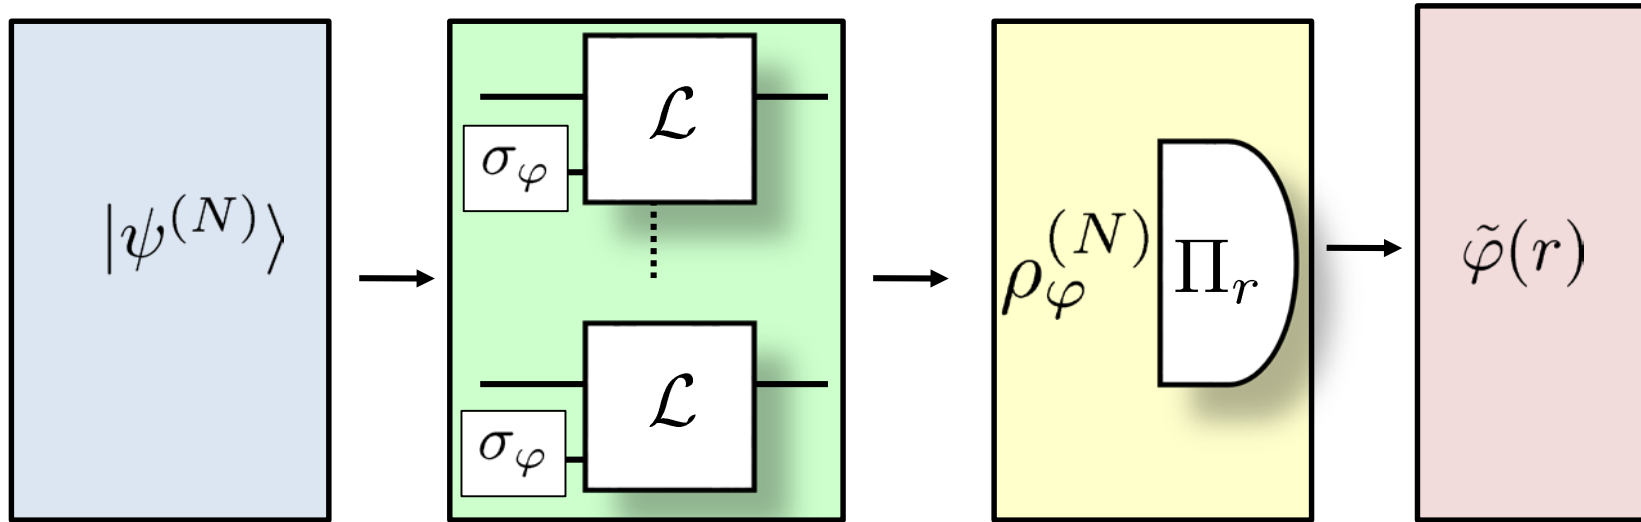 |ψ^(N)⟩
ℒ
σ_φ
ℒ
σ_φ
ρ_φ^(N)
Π_r
φ̃(r)